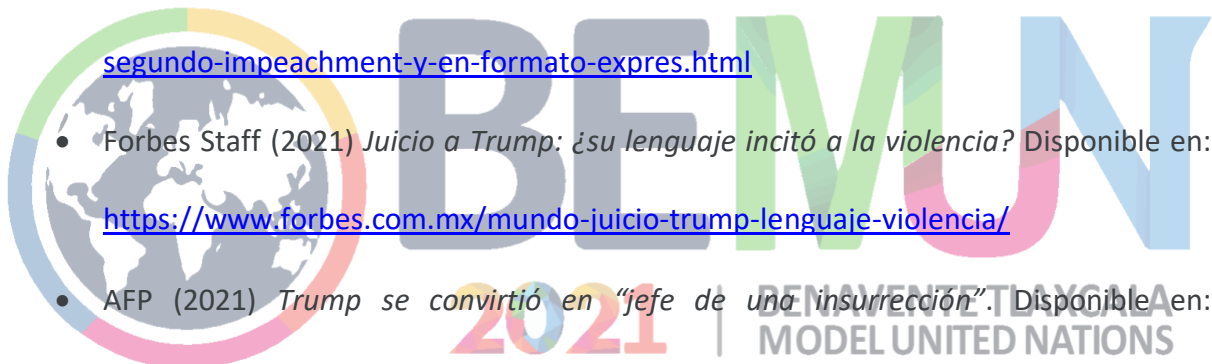 segundo-impeachment-y-en-formato-expres.html
• Forbes Staff (2021) Juicio a Trump: ¿su lenguaje incitó a la violencia? Disponible en:
https://www.forbes.com.mx/mundo-juicio-trump-lenguaje-violencia/
• AFP (2021) Trump se convirtió en “jefe de una insurrección”. Disponible en:
BEMUN
2021 | BENAVENTE TLAXCALA
MODEL UNITED NATIONS